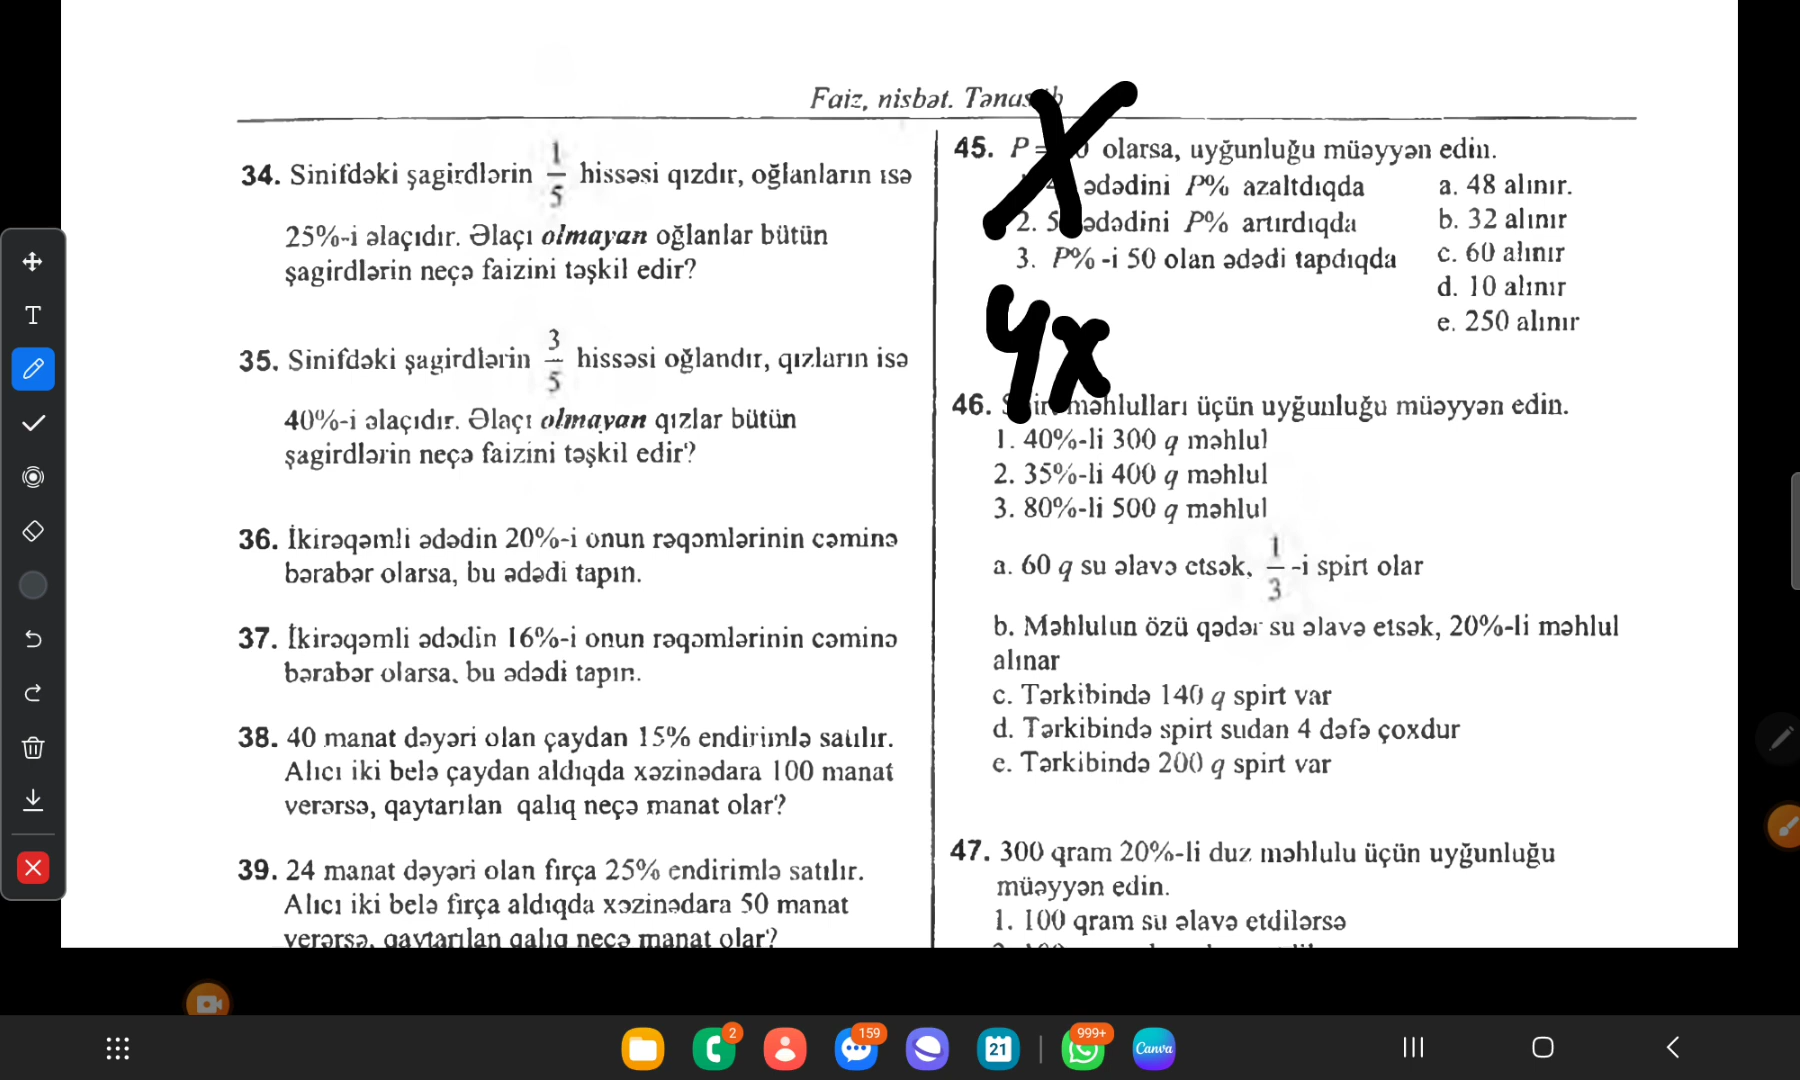 Faiz, nisbət. Tənasüb
34. Sinifdəki şagirdlərin 1/5 hissəsi qızdır, oğlanların isə
25%-i əlaçıdır. Əlaçı olmayan oğlanlar bütün
şagirdlərin neçə faizini təşkil edir?
35. Sinifdəki şagirdlərin 3/5 hissəsi oğlandır, qızların isə
40%-i əlaçıdır. Əlaçı olmayan qızlar bütün
şagirdlərin neçə faizini təşkil edir?
36. İkirəqəmli ədədin 20%-i onun rəqəmlərinin cəminə
bərabər olarsa, bu ədədi tapın.
37. İkirəqəmli ədədin 16%-i onun rəqəmlərinin cəminə
bərabər olarsa, bu ədədi tapın.
38. 40 manat dəyəri olan çaydan 15% endirimlə satılır.
Alıcı iki belə çaydan aldıqda xəzinədara 100 manat
verərsə, qaytarılan qalıq neçə manat olar?
39. 24 manat dəyəri olan fırça 25% endirimlə satılır.
Alıcı iki belə fırça aldıqda xəzinədara 50 manat
verərsə, qaytarılan qalıq neçə manat olar?
x
45. P= olarsa, uyğunluğu müəyyən edin.
ədədini P% azaltdıqda
2. 5 ədədini P% artırdıqda
3. P% -i 50 olan ədədi tapdıqda
a. 48 alınır.
b. 32 alınır
c. 60 alınır
d. 10 alınır
e. 250 alınır
4x
46. məhlulları üçün uyğunluğu müəyyən edin.
1. 40%-li 300 q məhlul
2. 35%-li 400 q məhlul
3. 80%-li 500 q məhlul
a. 60 q su əlavə etsək, 1/3 -i spirt olar
b. Məhlulun özü qədər su əlavə etsək, 20%-li məhlul
alınar
c. Tərkibində 140 q spirt var
d. Tərkibində spirt sudan 4 dəfə çoxdur
e. Tərkibində 200 q spirt var
47. 300 qram 20%-li duz məhlulu üçün uyğunluğu
müəyyən edin.
1. 100 qram su əlavə etdilərsə
T
2
159
21
999+
Canva